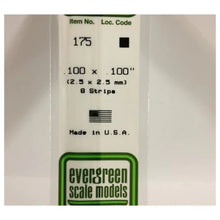 Item No. Loc. Code
175
.100 x .100"
(2.5 x 2.5 mm)
8 Strips
Made in U.S.A.
evergreen
scale models